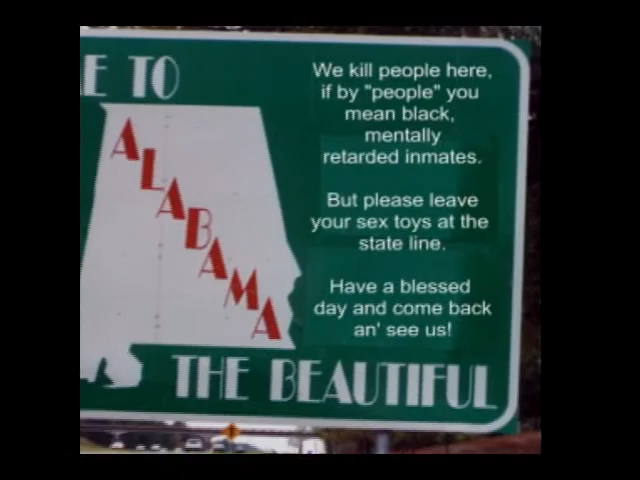 E TO
ALABAMA
We kill people here,
if by "people" you
mean black,
mentally
retarded inmates.
But please leave
your sex toys at the
state line.
Have a blessed
day and come back
an' see us!
THE BEAUTIFUL